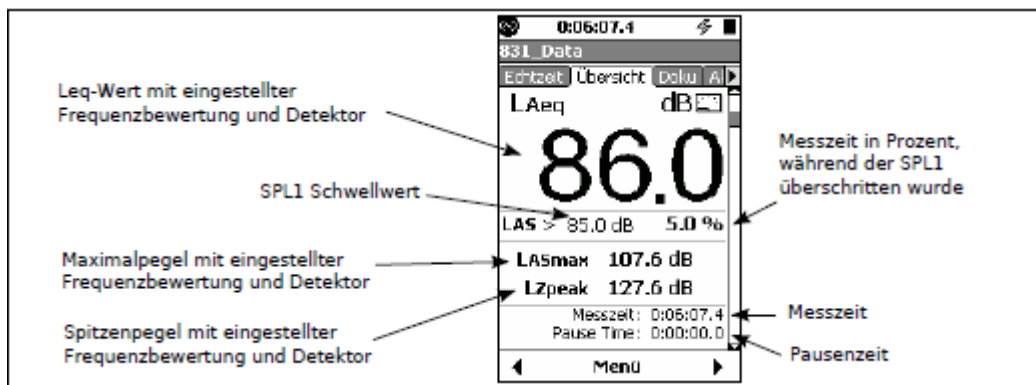 0:06:07.4
831_Data
Echtzeit Übersicht Doku A
LAeq dB
86.0
LAS > 85.0 dB 5.0 %
LASmax 107.6 dB
LZpeak 127.6 dB
Messzeit: 0:06:07.4
Pause Time: 0:00:00.0
Menü
Leq-Wert mit eingestellter
Frequenzbewertung und Detektor
SPL1 Schwellwert
Maximalpegel mit eingestellter
Frequenzbewertung und Detektor
Spitzenpegel mit eingestellter
Frequenzbewertung und Detektor
Messzeit in Prozent,
während der SPL1
überschritten wurde
Messzeit
Pausenzeit